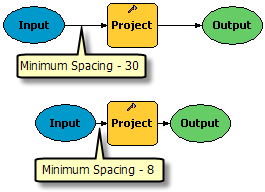 Input Project Output
Minimum Spacing - 30
Input Project Output
Minimum Spacing - 8